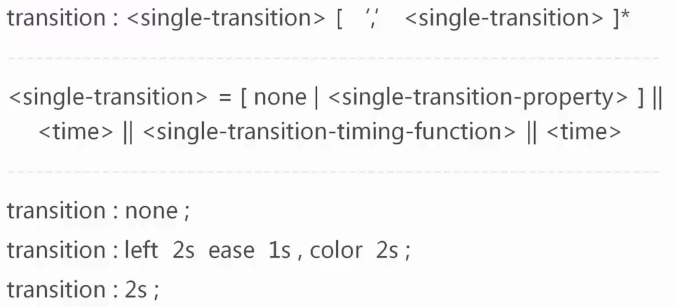 transition : <single-transition> [ ‘,‘ <single-transition> ]*
<single-transition> = [ none | <single-transition-property> ] ||
<time> || <single-transition-timing-function> || <time>
transition : none ;
transition : left 2s ease 1s , color 2s ;
transition : 2s ;